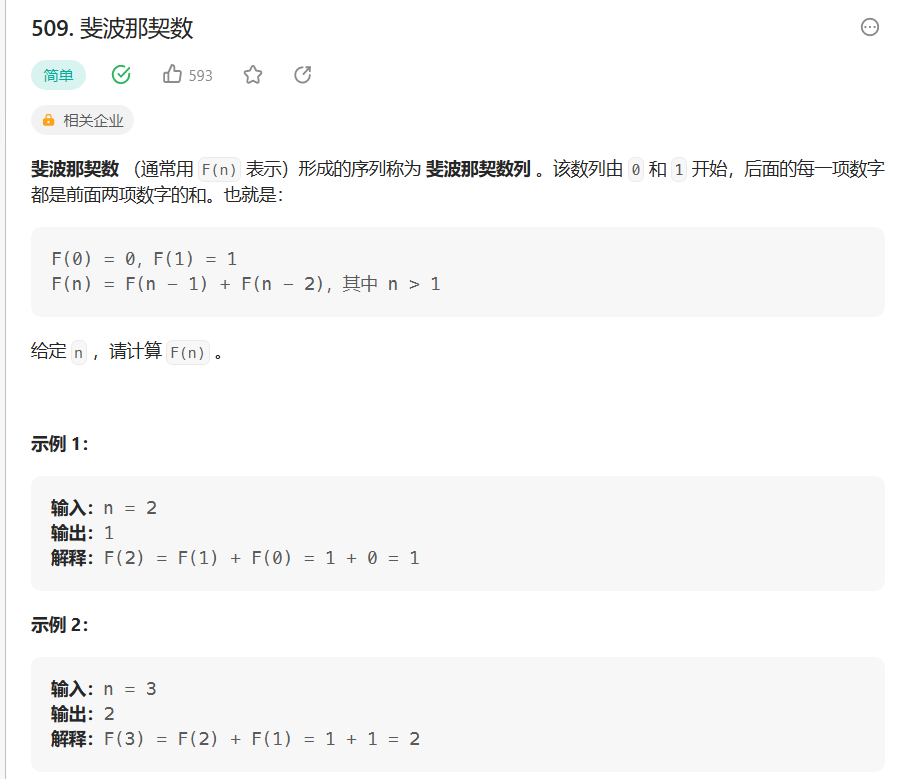 509. 斐波那契数
简单 593
相关企业
斐波那契数 （通常用 F(n) 表示）形成的序列称为 斐波那契数列 。该数列由 0 和 1 开始，后面的每一项数字
都是前面两项数字的和。也就是：
F(0) = 0，F(1) = 1
F(n) = F(n - 1) + F(n - 2)，其中 n > 1
给定 n ，请计算 F(n) 。
示例 1：
输入：n = 2
输出：1
解释：F(2) = F(1) + F(0) = 1 + 0 = 1
示例 2：
输入：n = 3
输出：2
解释：F(3) = F(2) + F(1) = 1 + 1 = 2